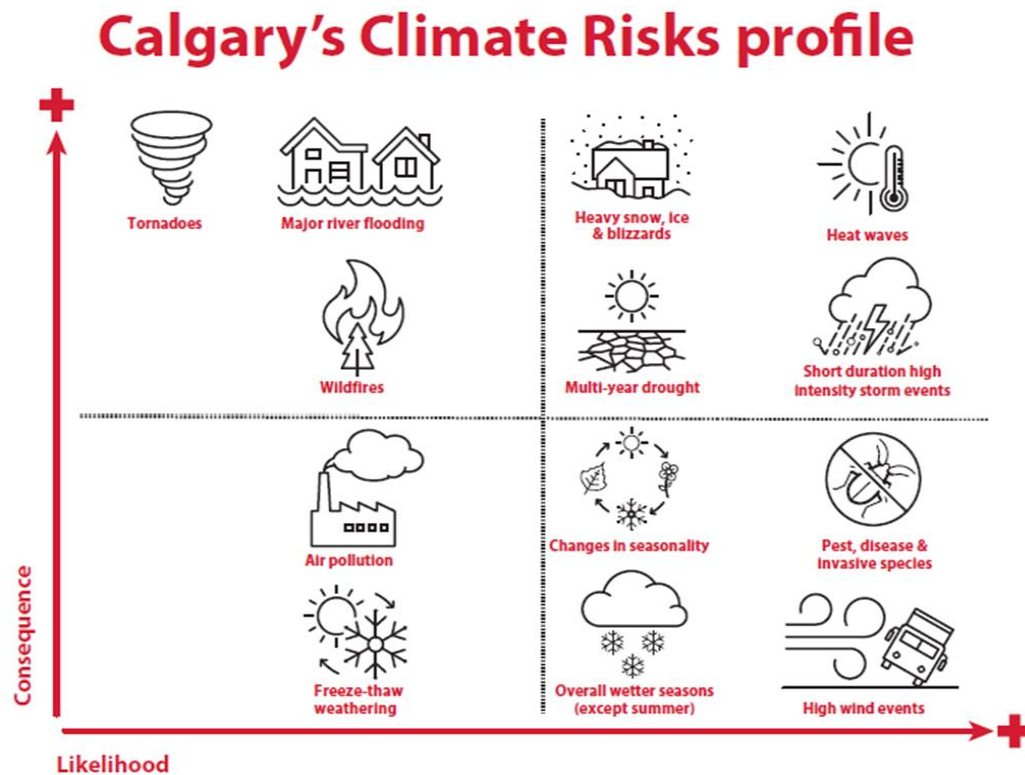 Calgary's Climate Risks profile
Tornadoes
Major river flooding
Heavy snow, ice
& blizzards
Heat waves
Wildfires
Multi-year drought
Short duration high
intensity storm events
Air pollution
Changes in seasonality
Pest, disease &
invasive species
Freeze-thaw
weathering
Overall wetter seasons
(except summer)
High wind events
Consequence
Likelihood